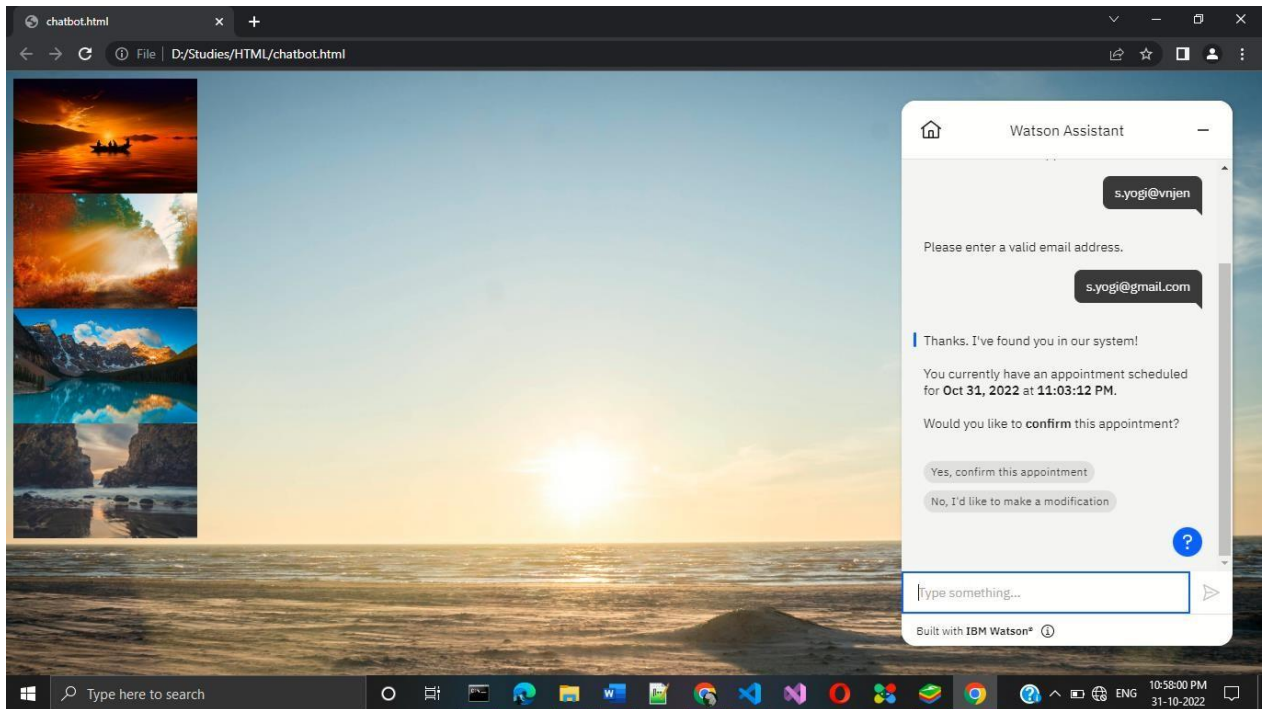 chatbot.html
File | D:/Studies/HTML/chatbot.html
Watson Assistant
s.yogi@vnjen
Please enter a valid email address.
s.yogi@gmail.com
Thanks. I've found you in our system!
You currently have an appointment scheduled
for Oct 31, 2022 at 11:03:12 PM.
Would you like to confirm this appointment?
Yes, confirm this appointment
No, I'd like to make a modification
?
Type something...
Built with IBM Watson®
Type here to search
ENG
10:58:00 PM
31-10-2022